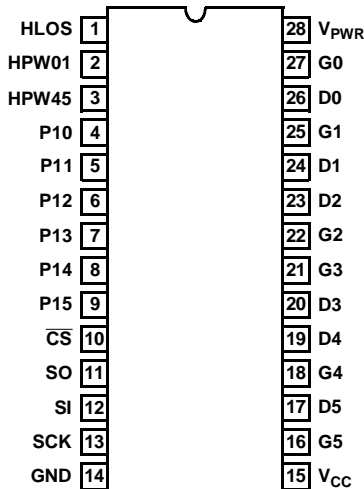 HLOS 1 28 VPWR
HPW01 2 27 G0
HPW45 3 26 D0
P10 4 25 G1
P11 5 24 D1
P12 6 23 D2
P13 7 22 G2
P14 8 21 G3
P15 9 20 D3
CS 10 19 D4
SO 11 18 G4
SI 12 17 D5
SCK 13 16 G5
GND 14 15 VCC